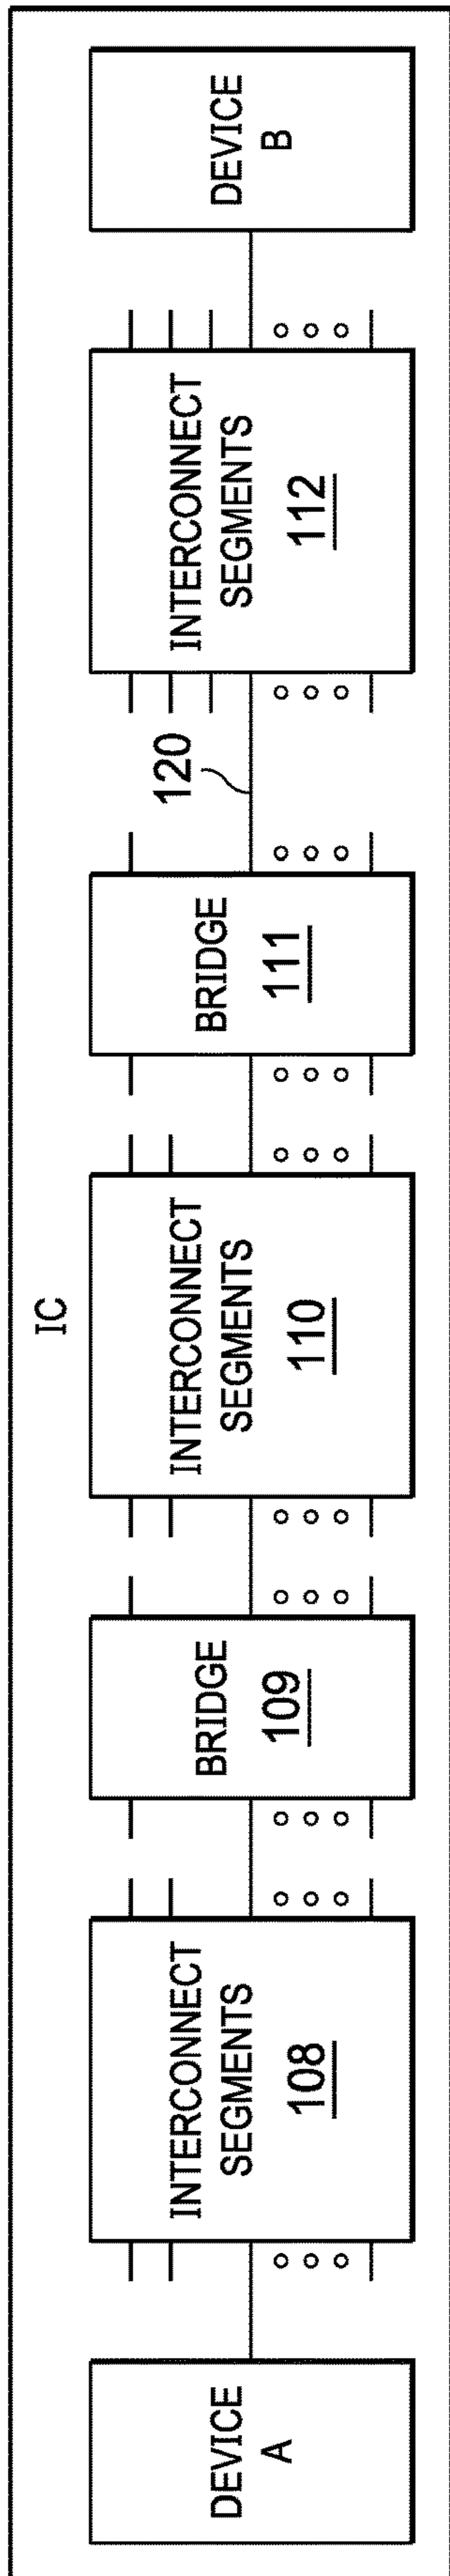 IC
DEVICE
A
INTERCONNECT
SEGMENTS
108
BRIDGE
109
INTERCONNECT
SEGMENTS
110
BRIDGE
111
120
INTERCONNECT
SEGMENTS
112
DEVICE
B